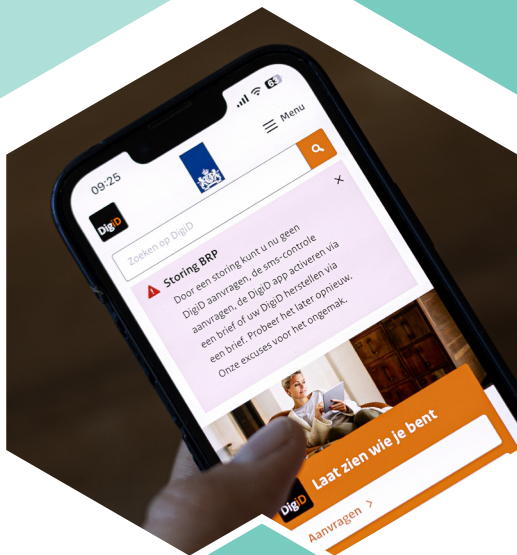 09:25
63
Menu
DigiD
Zoeken op DigiD
Storing BRP
Door een storing kunt u nu geen
DigiD aanvragen, de sms-controle
aanvragen, de DigiD app activeren via
een brief of uw DigiD herstellen via
een brief. Probeer het later opnieuw.
Onze excuses voor het ongemak.
DigiD
Laat zien wie je bent
Aanvragen >